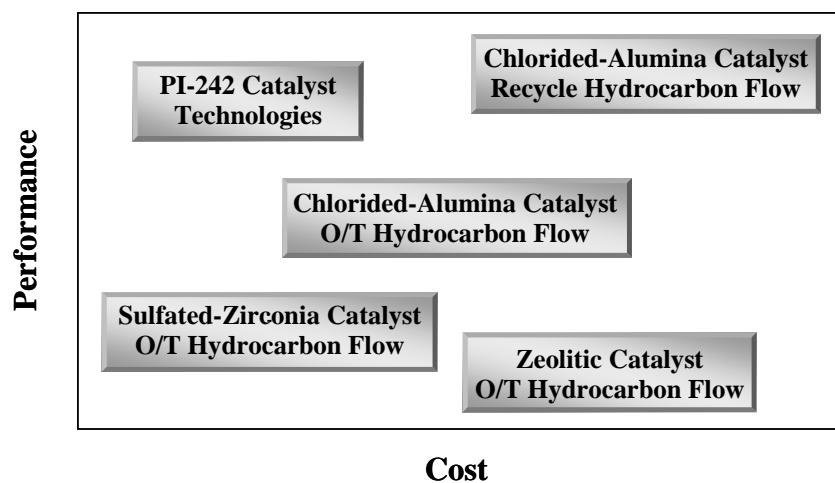 Performance
PI-242 Catalyst
Technologies
Chlorided-Alumina Catalyst
Recycle Hydrocarbon Flow
Chlorided-Alumina Catalyst
O/T Hydrocarbon Flow
Sulfated-Zirconia Catalyst
O/T Hydrocarbon Flow
Zeolitic Catalyst
O/T Hydrocarbon Flow
Cost